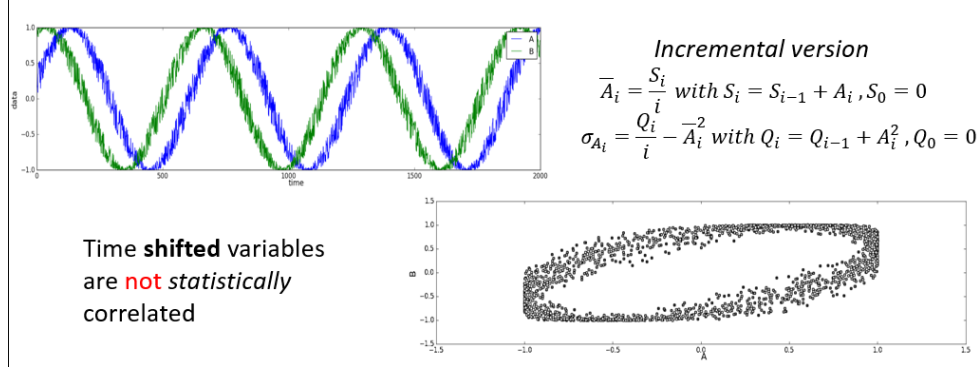 1.0
0.5
0.0
−0.5
−1.0
data
0 500 1000 1500 2000
time
A
B
Incremental version
A̅ᵢ = Sᵢ/i with Sᵢ = Sᵢ₋₁ + Aᵢ , S₀ = 0
σ_Aᵢ = Qᵢ/i − A̅ᵢ² with Qᵢ = Qᵢ₋₁ + Aᵢ² , Q₀ = 0
Time shifted variables
are not statistically
correlated
1.5
1.0
0.5
0.0
−0.5
−1.0
−1.5
B
−1.5 −1.0 −0.5 0.0 0.5 1.0 1.5
A